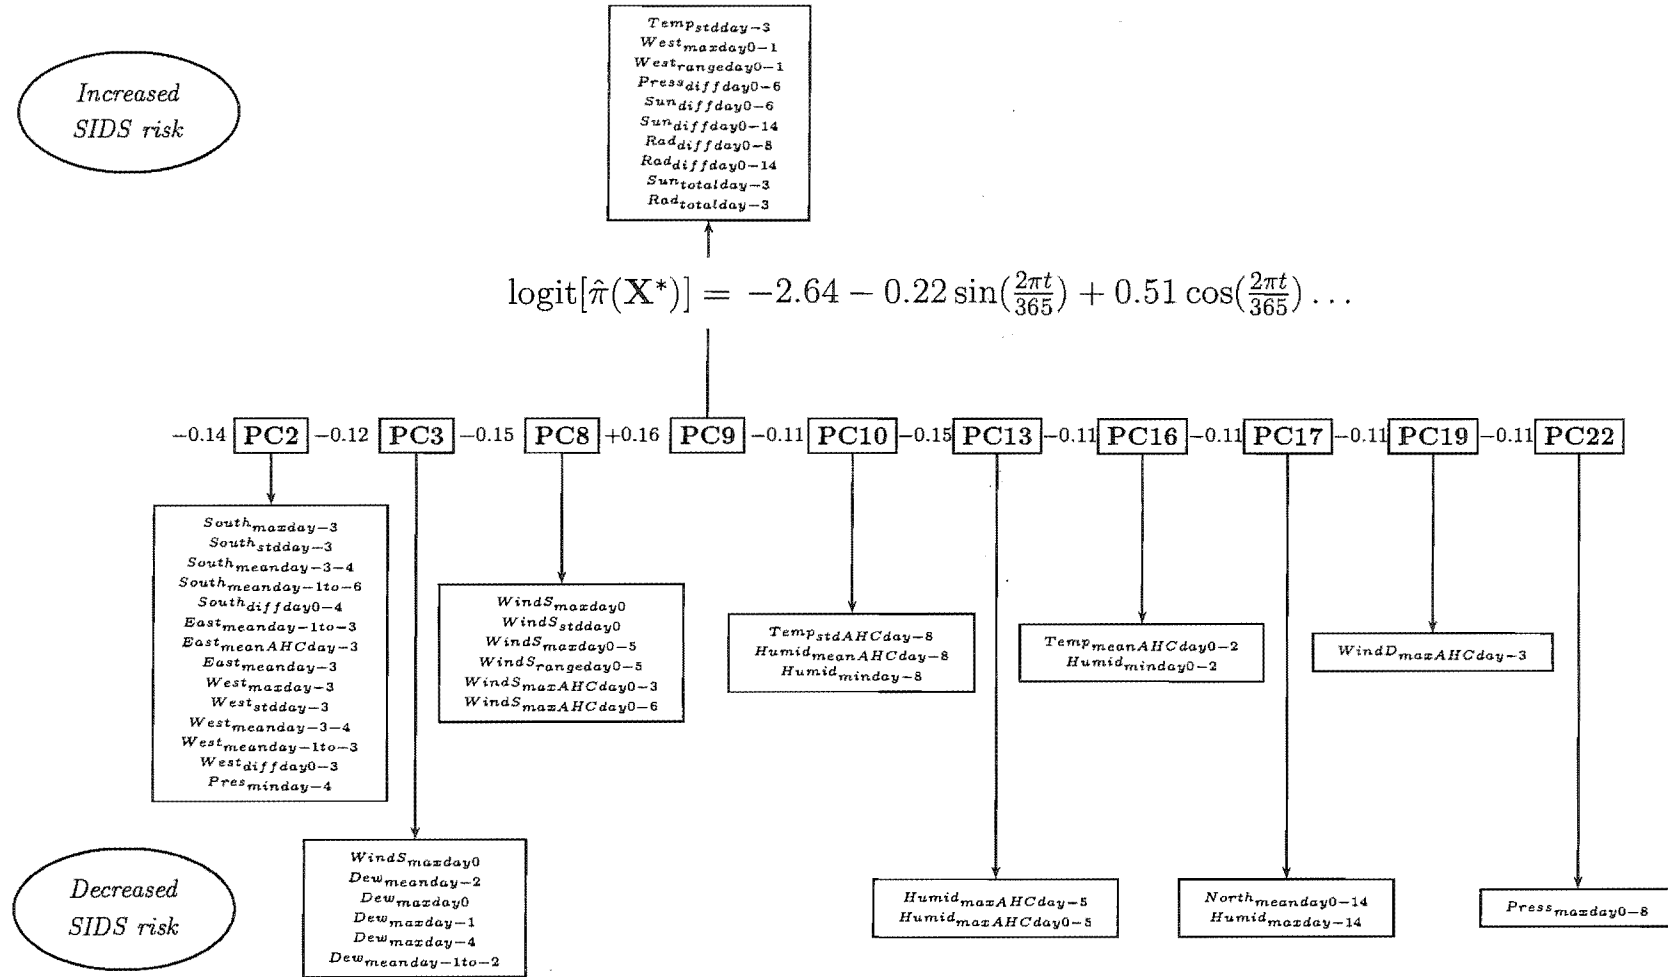 Increased
SIDS risk
Temp_stdday−3
West_maxday0−1
West_rangeday0−1
Press_diffday0−6
Sun_diffday0−6
Sun_diffday0−14
Rad_diffday0−8
Rad_diffday0−14
Sun_totalday−3
Rad_totalday−3
logit[π̂(X*)] = −2.64 − 0.22 sin(2πt/365) + 0.51 cos(2πt/365) …
−0.14 PC2 −0.12 PC3 −0.15 PC8 +0.16 PC9 −0.11 PC10 −0.15 PC13 −0.11 PC16 −0.11 PC17 −0.11 PC19 −0.11 PC22
South_maxday−3
South_stdday−3
South_meanday−3−4
South_meanday−1to−6
South_diffday0−4
East_meanday−1to−3
East_meanAHCday−3
East_meanday−3
West_maxday−3
West_stdday−3
West_meanday−3−4
West_meanday−1to−3
West_diffday0−3
Pres_minday−4
WindS_maxday0
WindS_stdday0
WindS_maxday0−5
WindS_rangeday0−5
WindS_maxAHCday0−3
WindS_maxAHCday0−6
Temp_stdAHCday−8
Humid_meanAHCday−8
Humid_minday−8
Temp_meanAHCday0−2
Humid_minday0−2
WindD_maxAHCday−3
Decreased
SIDS risk
WindS_maxday0
Dew_meanday−2
Dew_maxday0
Dew_maxday−1
Dew_maxday−4
Dew_meanday−1to−2
Humid_maxAHCday−5
Humid_maxAHCday0−5
North_meanday0−14
Humid_maxday−14
Press_maxday0−8